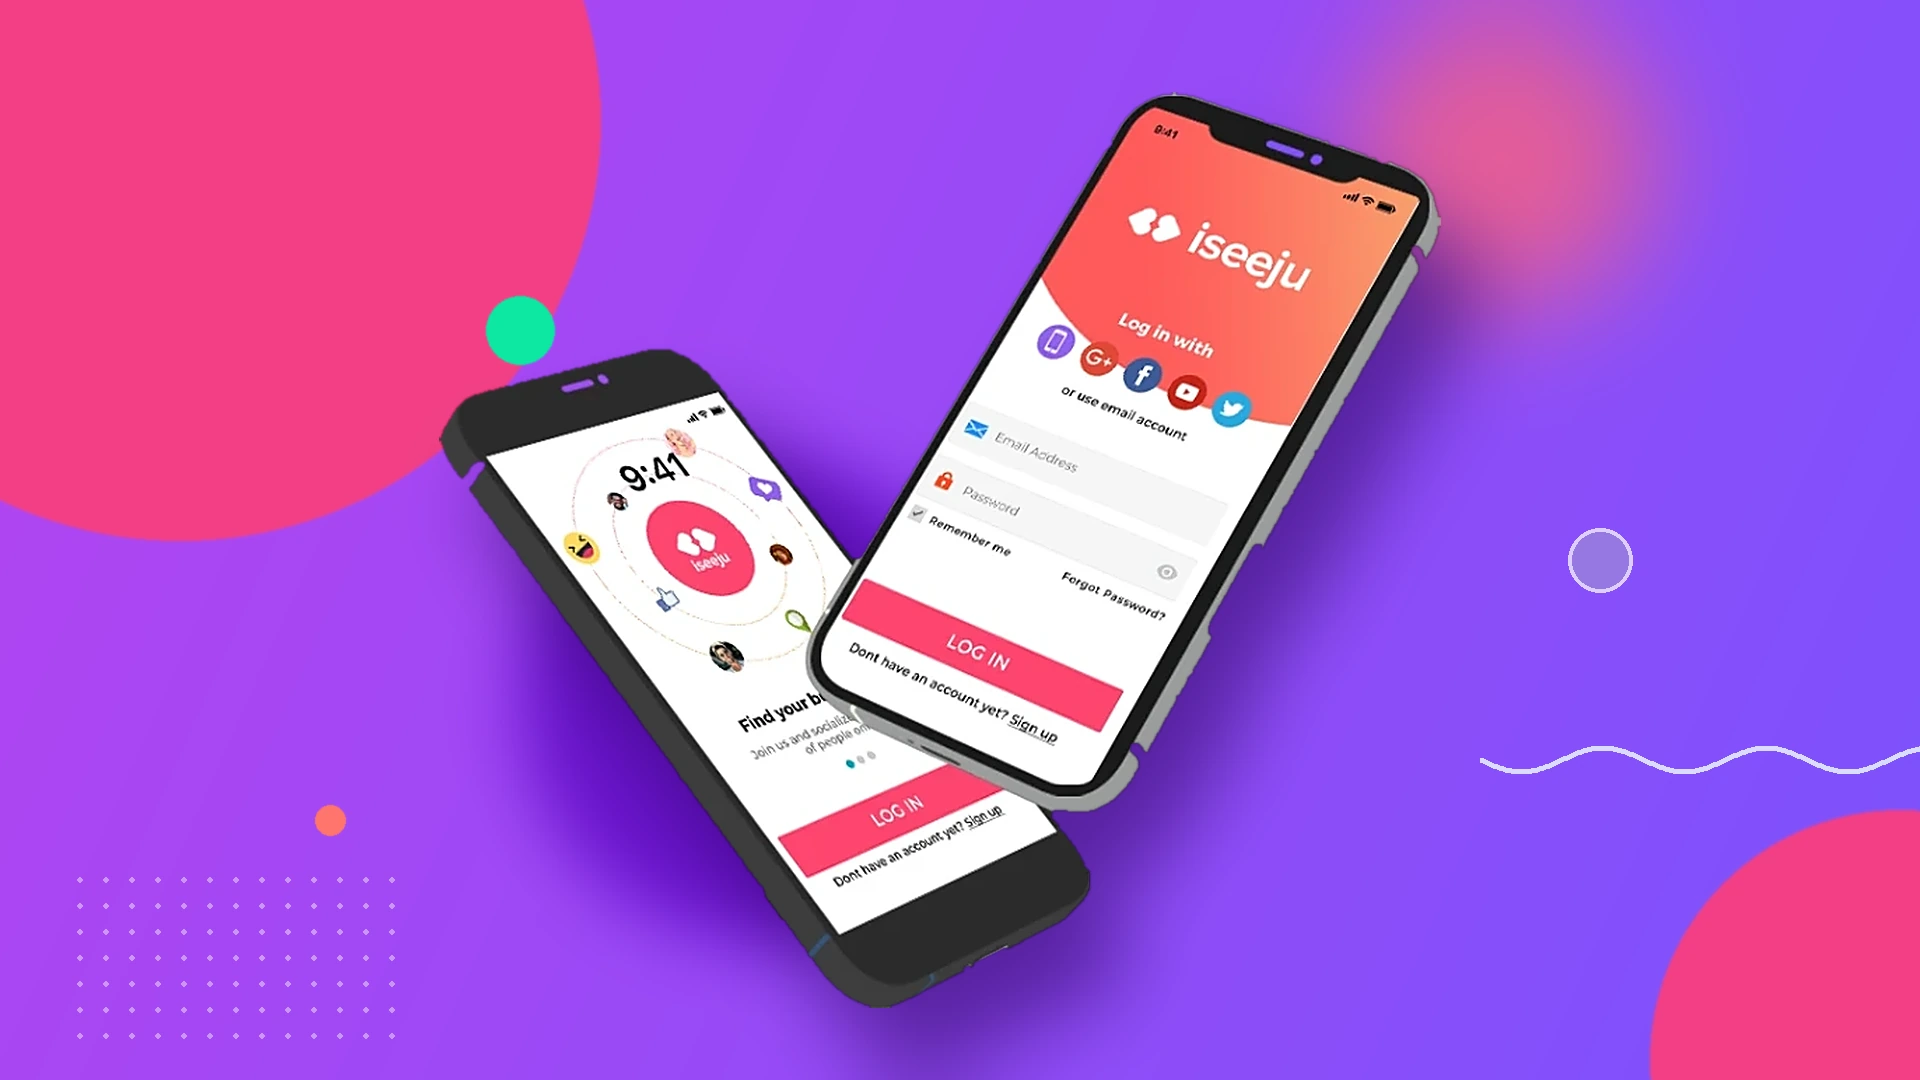 9:41
iseeju
Log in with
G+
f
or use email account
Email Address
Password
Remember me
Forgot Password?
LOG IN
Dont have an account yet? Sign up
9:41
iseeju
Find your
Join us and socialize
of people
LOG IN
Dont have an account yet? Sign up